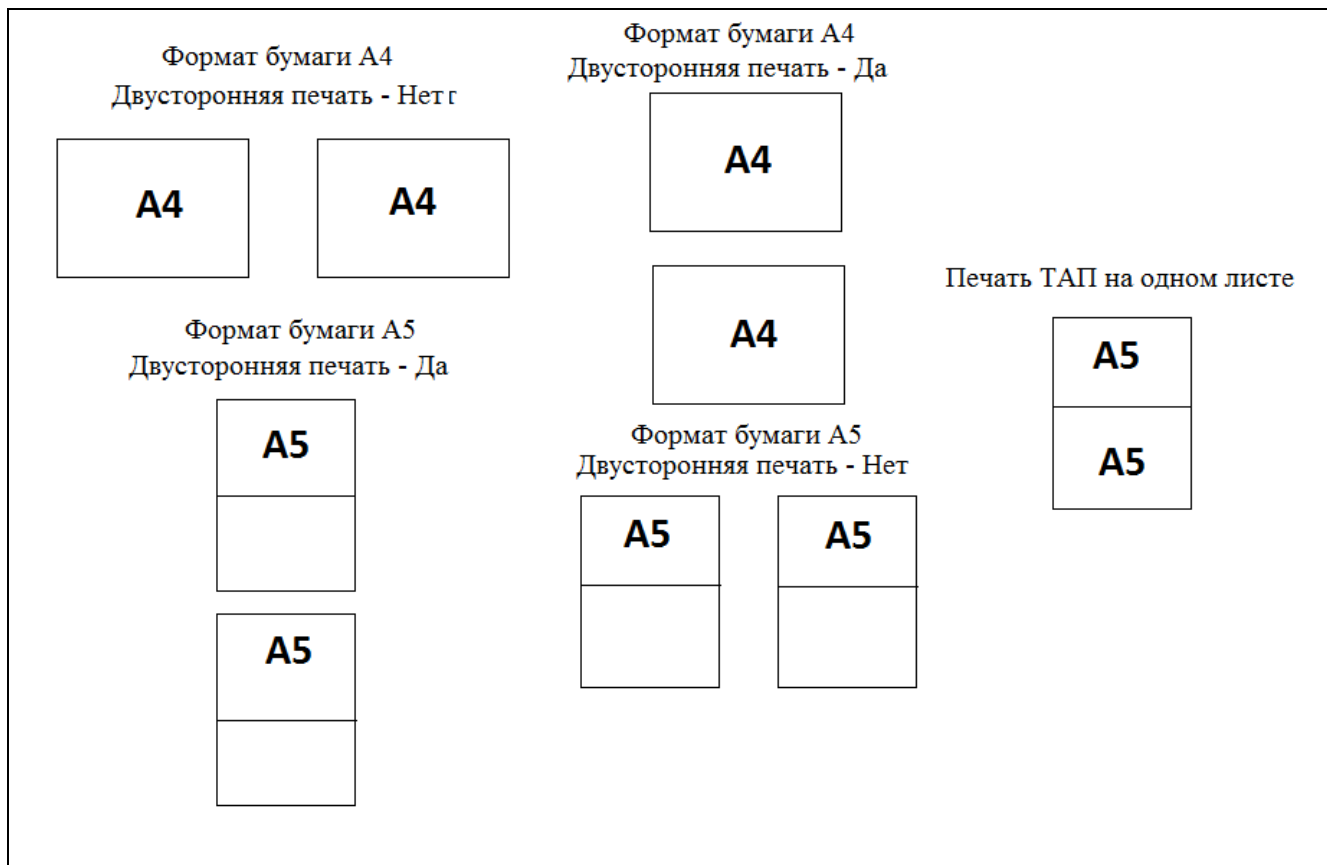 Формат бумаги А4
Двусторонняя печать - Нет г
А4
А4
Формат бумаги А4
Двусторонняя печать - Да
А4
А4
Формат бумаги А5
Двусторонняя печать - Да
А5
А5
Формат бумаги А5
Двусторонняя печать - Нет
А5
А5
Печать ТАП на одном листе
А5
А5